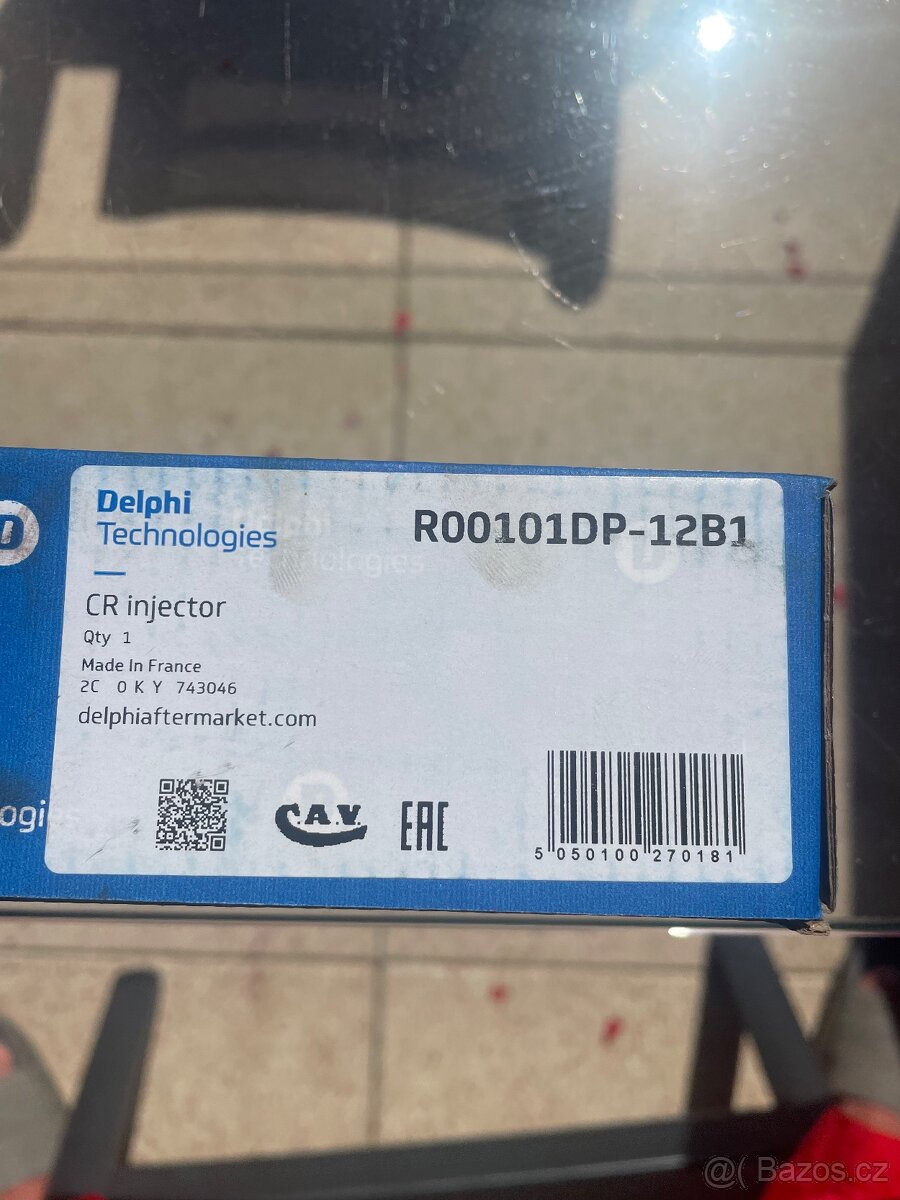 Delphi
Technologies
R00101DP-12B1
CR injector
Qty 1
Made In France
2C 0 K Y 743046
delphiaftermarket.com
ogies
C.A.V.
EAC
5 050100 270181
@( Bazos.cz